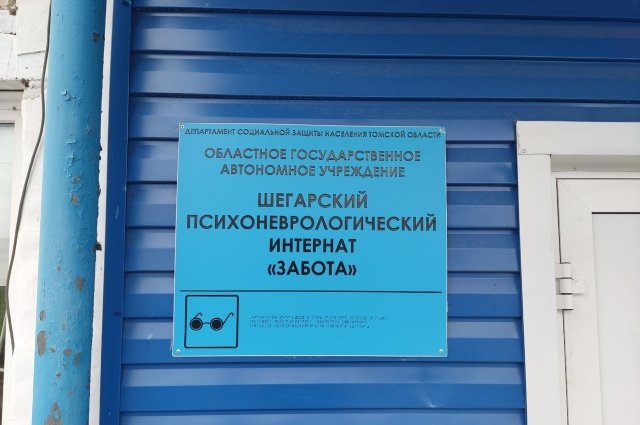 ДЕПАРТАМЕНТ СОЦИАЛЬНОЙ ЗАЩИТЫ НАСЕЛЕНИЯ ТОМСКОЙ ОБЛАСТИ
ОБЛАСТНОЕ ГОСУДАРСТВЕННОЕ
АВТОНОМНОЕ УЧРЕЖДЕНИЕ
ШЕГАРСКИЙ
ПСИХОНЕВРОЛОГИЧЕСКИЙ
ИНТЕРНАТ
«ЗАБОТА»